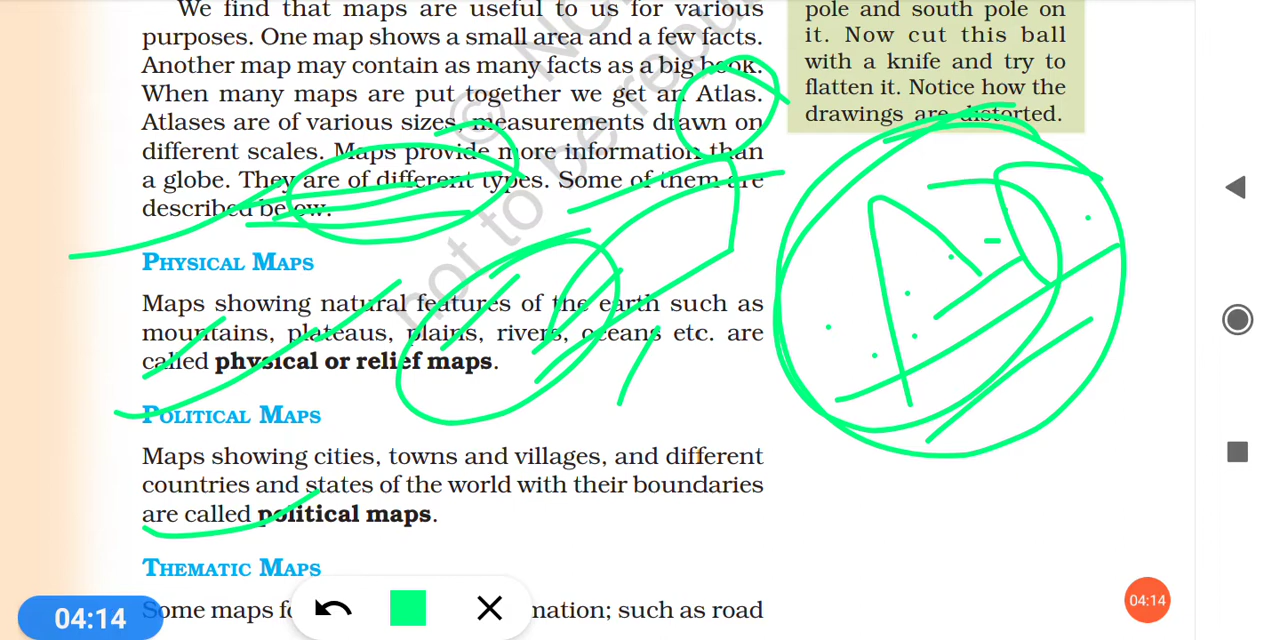 We find that maps are useful to us for various
purposes. One map shows a small area and a few facts.
Another map may contain as many facts as a big book.
When many maps are put together we get an Atlas.
Atlases are of various sizes, measurements drawn on
different scales. Maps provide more information than
a globe. They are of different types. Some of them are
described below.
PHYSICAL MAPS
Maps showing natural features of the earth such as
mountains, plateaus, plains, rivers, oceans etc. are
called physical or relief maps.
POLITICAL MAPS
Maps showing cities, towns and villages, and different
countries and states of the world with their boundaries
are called political maps.
THEMATIC MAPS
Some maps such as road
pole and south pole on
it. Now cut this ball
with a knife and try to
flatten it. Notice how the
drawings are distorted.
© not to be
04:14
04:14